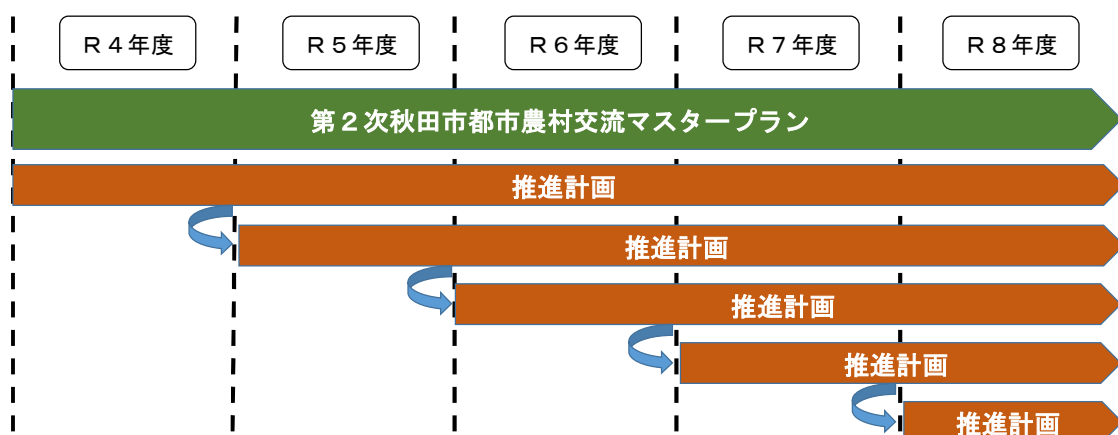 R4年度
R5年度
R6年度
R7年度
R8年度
第2次秋田市都市農村交流マスタープラン
推進計画
推進計画
推進計画
推進計画
推進計画